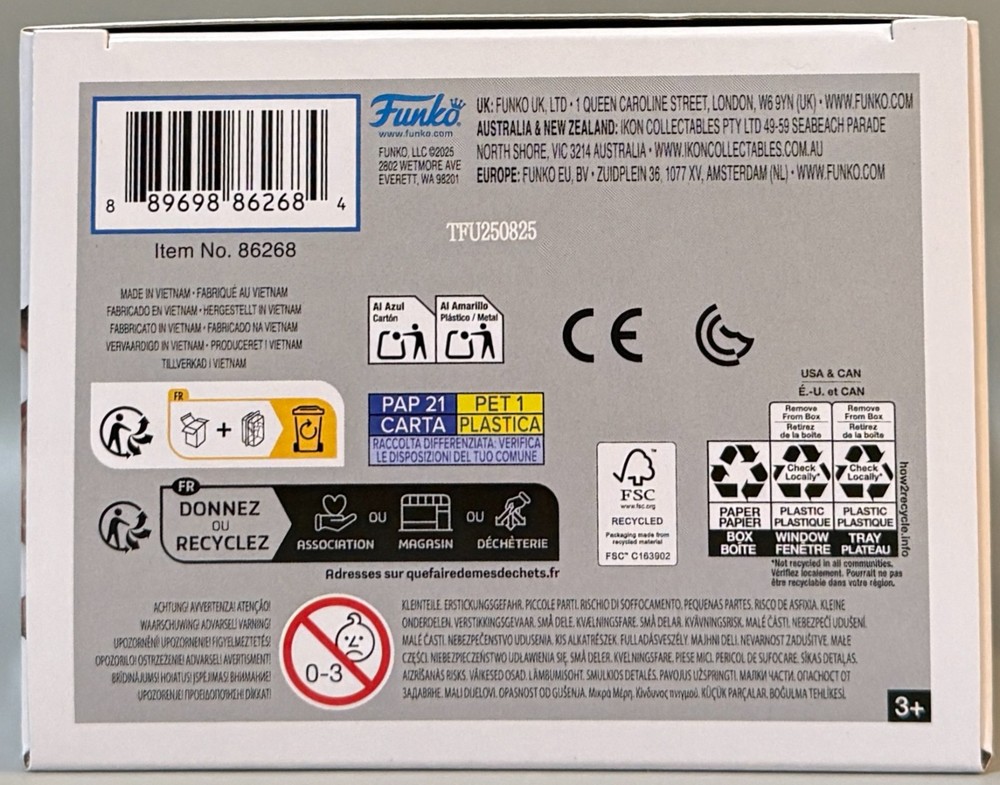 8 89698 86268 4
Item No. 86268
Funko
www.funko.com
FUNKO, LLC ©2025
2802 WETMORE AVE
EVERETT, WA 98201
UK: FUNKO UK, LTD • 1 QUEEN CAROLINE STREET, LONDON, W6 9YN (UK) • WWW.FUNKO.COM
AUSTRALIA & NEW ZEALAND: IKON COLLECTABLES PTY LTD 49-59 SEABEACH PARADE
NORTH SHORE, VIC 3214 AUSTRALIA • WWW.IKONCOLLECTABLES.COM.AU
EUROPE: FUNKO EU, BV • ZUIDPLEIN 36, 1077 XV, AMSTERDAM (NL) • WWW.FUNKO.COM
TFU250825
MADE IN VIETNAM • FABRIQUÉ AU VIETNAM
FABRICADO EN VIETNAM • HERGESTELLT IN VIETNAM
FABBRICATO IN VIETNAM • FABRICADO NA VIETNAM
VERVAARDIGD IN VIETNAM • PRODUCERET I VIETNAM
TILLVERKAD I VIETNAM
Al Azul
Cartón
Al Amarillo
Plástico / Metal
CE
FR
+
PAP 21
CARTA
PET 1
PLASTICA
RACCOLTA DIFFERENZIATA: VERIFICA
LE DISPOSIZIONI DEL TUO COMUNE
FR
DONNEZ
OU
RECYCLEZ
ASSOCIATION
OU
MAGASIN
OU
DÉCHÈTERIE
Adresses sur quefairedemesdechets.fr
FSC
www.fsc.org
RECYCLED
Packaging made from
recycled material
FSC™ C163902
USA & CAN
É.-U. et CAN
Remove
From Box
Retirez
de la boîte
Remove
From Box
Retirez
de la boîte
Check
Locally*
Check
Locally*
PAPER
PAPIER
PLASTIC
PLASTIQUE
PLASTIC
PLASTIQUE
BOX
BOÎTE
WINDOW
FENÊTRE
TRAY
PLATEAU
how2recycle.info
*Not recycled in all communities.
Vérifiez localement. Pourrait ne pas
être recyclable dans votre région.
ACHTUNG! AVVERTENZA! ATENÇÃO!
WAARSCHUWING! ADVARSEL! VARNING!
UPOZORNĚNÍ! UPOZORNENIE! FIGYELMEZTETÉS!
OPOZORILO! OSTRZEŻENIE! ADVARSEL! AVERTISMENT!
BRĪDINĀJUMS! HOIATUS! ĮSPĖJIMAS! ВНИМАНИЕ!
UPOZORENJE! ΠΡΟΕΙΔΟΠΟΙΗΣΗ! DİKKAT!
0-3
KLEINTEILE. ERSTICKUNGSGEFAHR. PICCOLE PARTI. RISCHIO DI SOFFOCAMENTO. PEQUENAS PARTES. RISCO DE ASFIXIA. KLEINE
ONDERDELEN. VERSTIKKINGSGEVAAR. SMÅ DELE. KVÆLNINGSFARE. SMÅ DELAR. KVÄVNINGSRISK. MALÉ ČÁSTI. NEBEZPEČÍ UDUŠENÍ.
MALÉ ČASTI. NEBEZPEČENSTVO UDUSENIA. KIS ALKATRÉSZEK. FULLADÁSVESZÉLY. MAJHNI DELI. NEVARNOST ZADUŠITVE. MAŁE
CZĘŚCI. NIEBEZPIECZEŃSTWO UDŁAWIENIA SIĘ. SMÅ DELER. KVELNINGSFARE. PIESE MICI. PERICOL DE SUFOCARE. SĪKAS DETAĻAS.
AIZRĪŠANĀS RISKS. VÄIKESED OSAD. LÄMBUMISOHT. SMULKIOS DETALĖS. PAVOJUS UŽSPRINGTI. МАЛКИ ЧАСТИ. ОПАСНОСТ ОТ
ЗАДАВЯНЕ. MALI DIJELOVI. OPASNOST OD GUŠENJA. Μικρά Μέρη. Κίνδυνος πνιγμού. KÜÇÜK PARÇALAR. BOĞULMA TEHLİKESİ.
3+